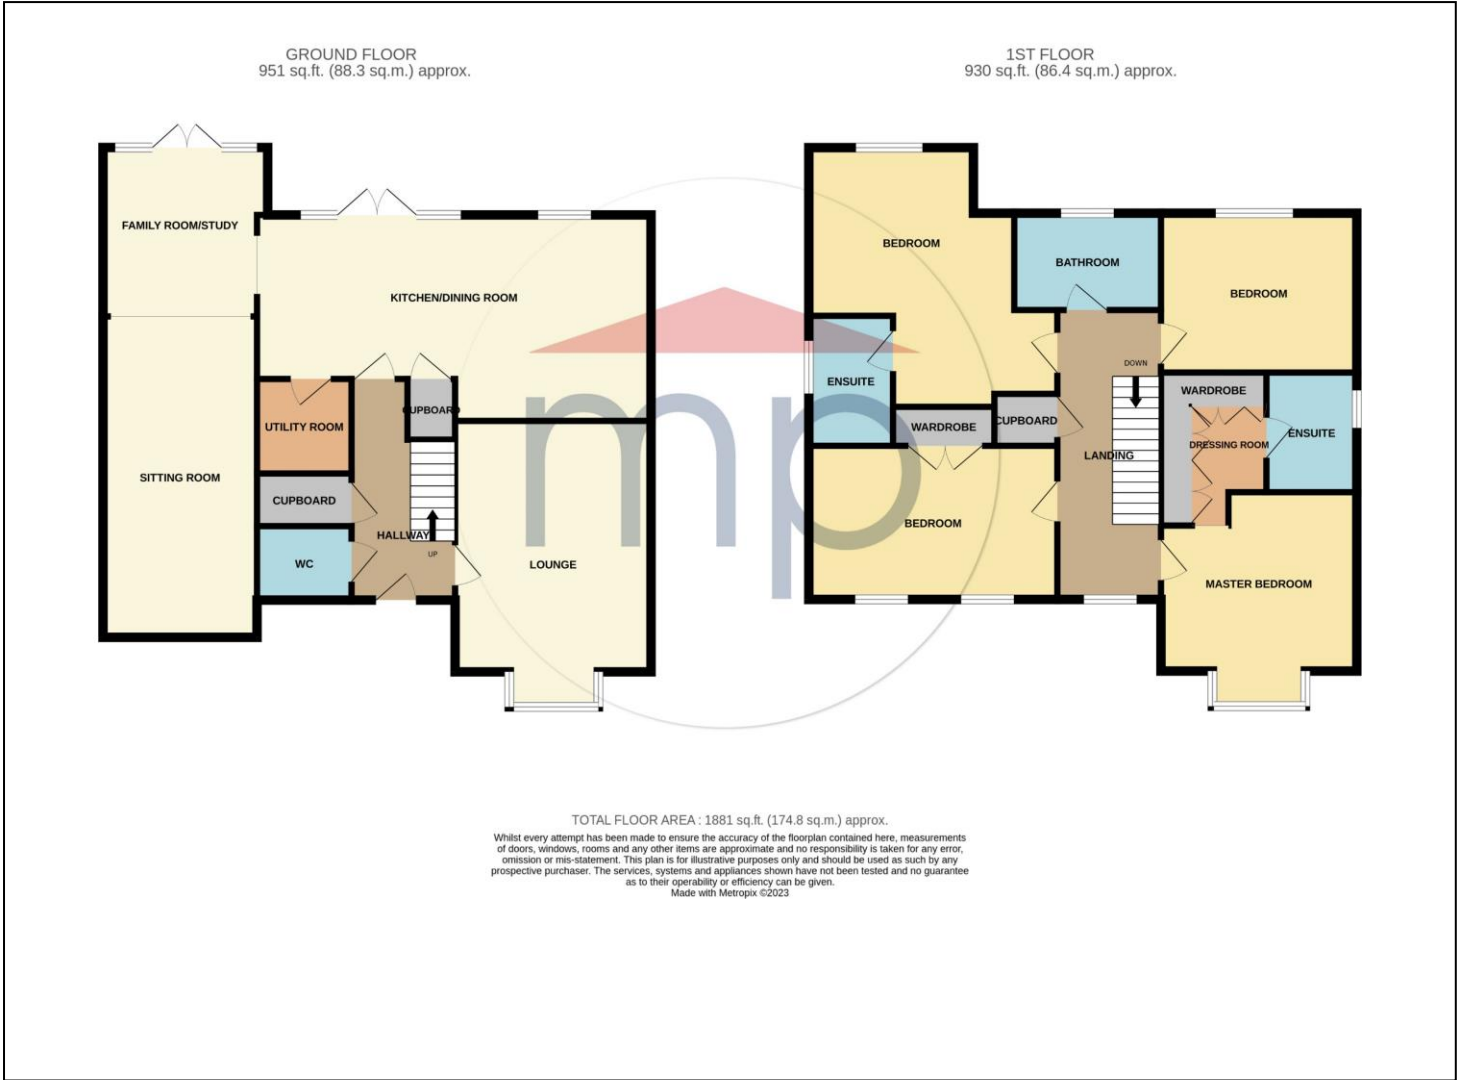 GROUND FLOOR
951 sq.ft. (88.3 sq.m.) approx.
1ST FLOOR
930 sq.ft. (86.4 sq.m.) approx.
FAMILY ROOM/STUDY
KITCHEN/DINING ROOM
CUPBOARD
UTILITY ROOM
SITTING ROOM
CUPBOARD
HALLWAY
UP
WC
LOUNGE
BEDROOM
BATHROOM
BEDROOM
DOWN
ENSUITE
WARDROBE
CUPBOARD
WARDROBE
DRESSING ROOM
ENSUITE
LANDING
BEDROOM
MASTER BEDROOM
mp
TOTAL FLOOR AREA : 1881 sq.ft. (174.8 sq.m.) approx.
Whilst every attempt has been made to ensure the accuracy of the floorplan contained here, measurements
of doors, windows, rooms and any other items are approximate and no responsibility is taken for any error,
omission or mis-statement. This plan is for illustrative purposes only and should be used as such by any
prospective purchaser. The services, systems and appliances shown have not been tested and no guarantee
as to their operability or efficiency can be given.
Made with Metropix ©2023